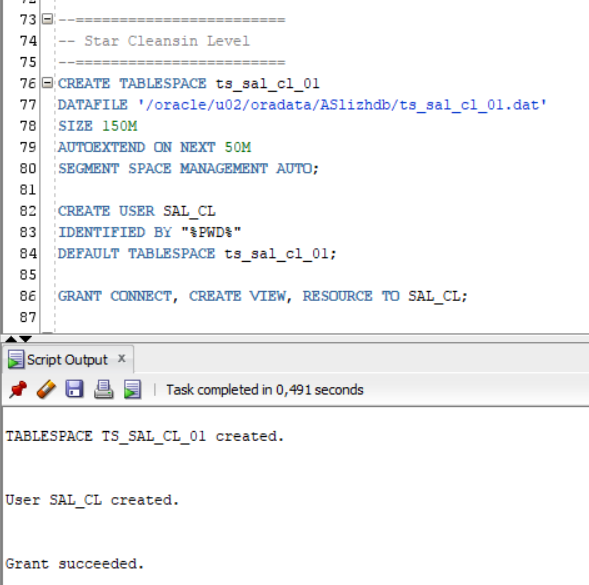 73 --=========================
74 -- Star Cleansin Level
75 --=========================
76 CREATE TABLESPACE ts_sal_cl_01
77 DATAFILE '/oracle/u02/oradata/ASlizhdb/ts_sal_cl_01.dat'
78 SIZE 150M
79 AUTOEXTEND ON NEXT 50M
80 SEGMENT SPACE MANAGEMENT AUTO;
81
82 CREATE USER SAL_CL
83 IDENTIFIED BY "%PWD%"
84 DEFAULT TABLESPACE ts_sal_cl_01;
85
86 GRANT CONNECT, CREATE VIEW, RESOURCE TO SAL_CL;
87
Script Output x
Task completed in 0,491 seconds
TABLESPACE TS_SAL_CL_01 created.
User SAL_CL created.
Grant succeeded.